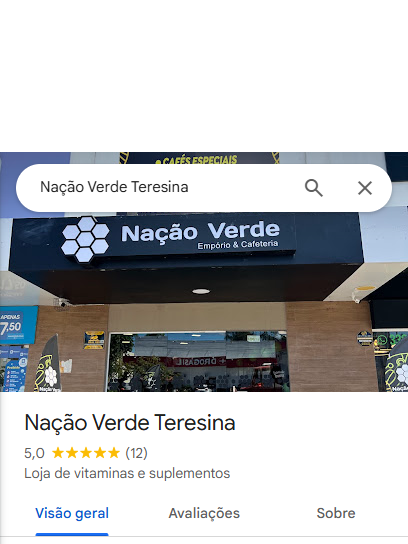 CAFÉS ESPECIAIS
Nação Verde Teresina
Nação Verde
Empório & Cafeteria
APENAS
7,50
DROGASIL
Nação Verde Teresina
5,0 ★★★★★ (12)
Loja de vitaminas e suplementos
Visão geral Avaliações Sobre